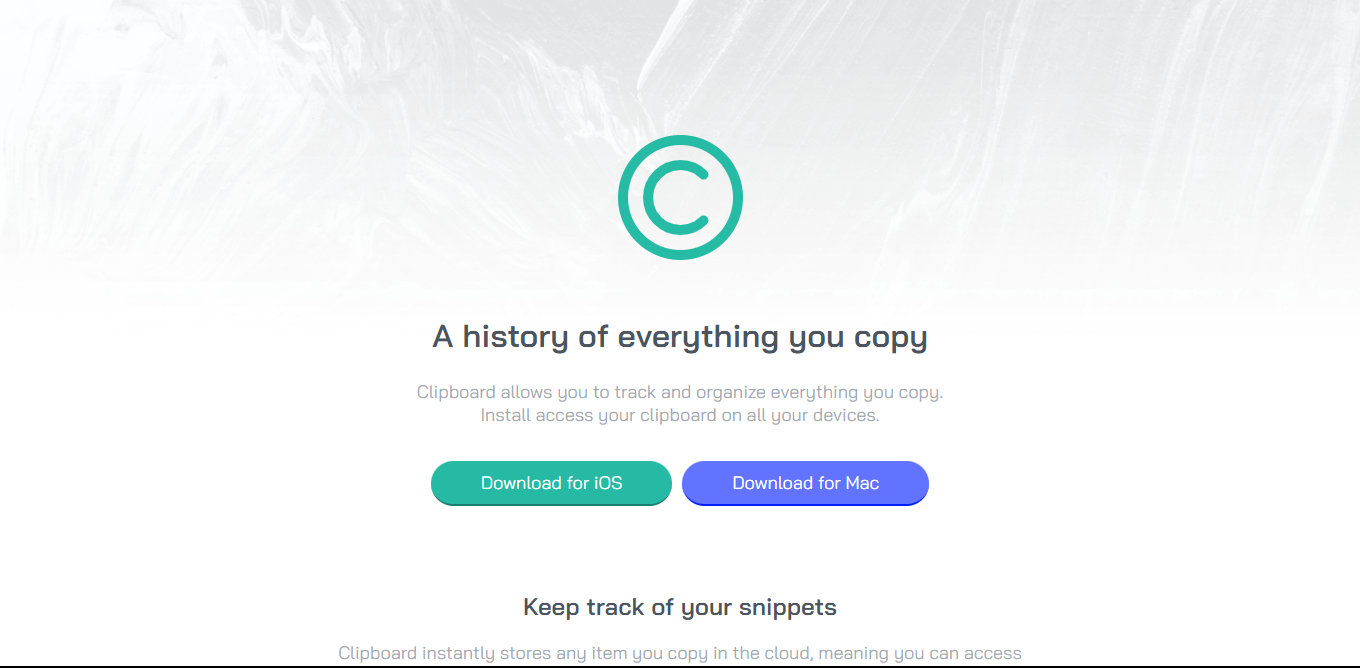 A history of everything you copy
Clipboard allows you to track and organize everything you copy.
Install access your clipboard on all your devices.
Download for iOS
Download for Mac
Keep track of your snippets
Clipboard instantly stores any item you copy in the cloud, meaning you can access